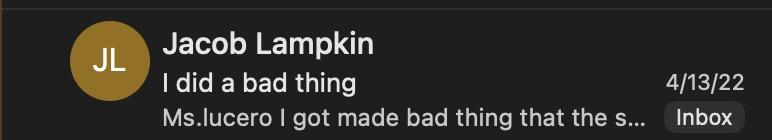 JL
Jacob Lampkin
I did a bad thing 4/13/22
Ms.lucero I got made bad thing that the s... Inbox